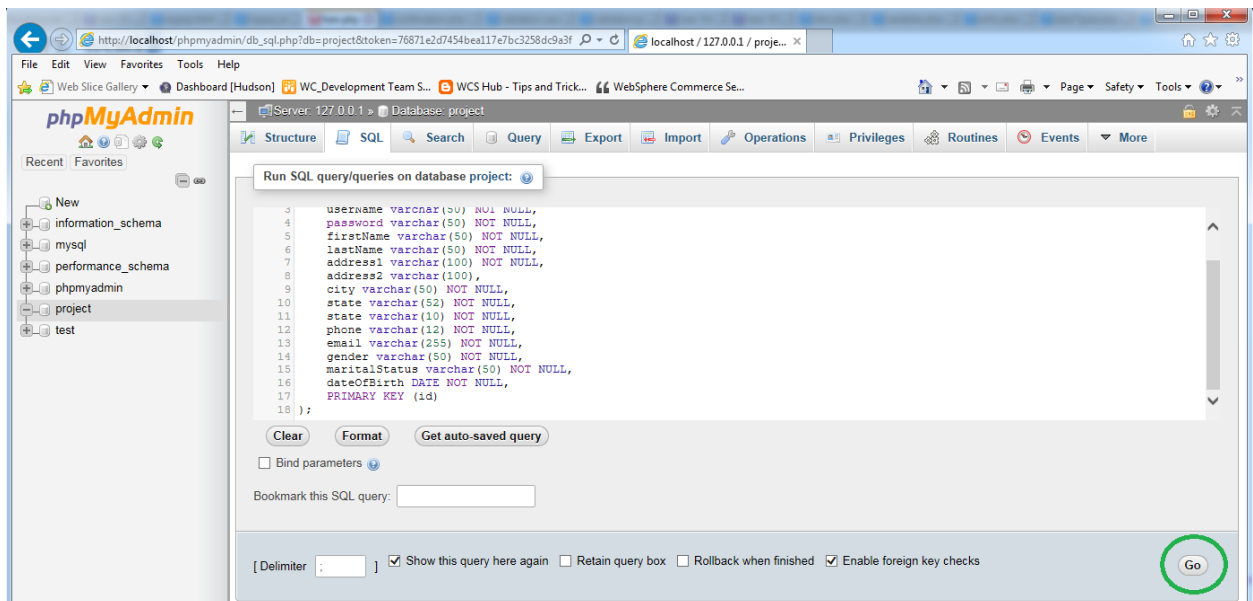 http://localhost/phpmyadmin/db_sql.php?db=project&token=76871e2d7454bea117e7bc3258dc9a3f
localhost / 127.0.0.1 / proje...
File Edit View Favorites Tools Help
Web Slice Gallery Dashboard [Hudson] WC_Development Team S... WCS Hub - Tips and Trick... WebSphere Commerce Se... Page Safety Tools
phpMyAdmin
Recent Favorites
New
information_schema
mysql
performance_schema
phpmyadmin
project
test
Server: 127.0.0.1 » Database: project
Structure SQL Search Query Export Import Operations Privileges Routines Events More
Run SQL query/queries on database project:
3 userName varchar(50) NOT NULL,
4 password varchar(50) NOT NULL,
5 firstName varchar(50) NOT NULL,
6 lastName varchar(50) NOT NULL,
7 address1 varchar(100) NOT NULL,
8 address2 varchar(100),
9 city varchar(50) NOT NULL,
10 state varchar(52) NOT NULL,
11 state varchar(10) NOT NULL,
12 phone varchar(12) NOT NULL,
13 email varchar(255) NOT NULL,
14 gender varchar(50) NOT NULL,
15 maritalStatus varchar(50) NOT NULL,
16 dateOfBirth DATE NOT NULL,
17 PRIMARY KEY (id)
18 );
Clear Format Get auto-saved query
Bind parameters
Bookmark this SQL query:
[ Delimiter ; ] Show this query here again Retain query box Rollback when finished Enable foreign key checks Go